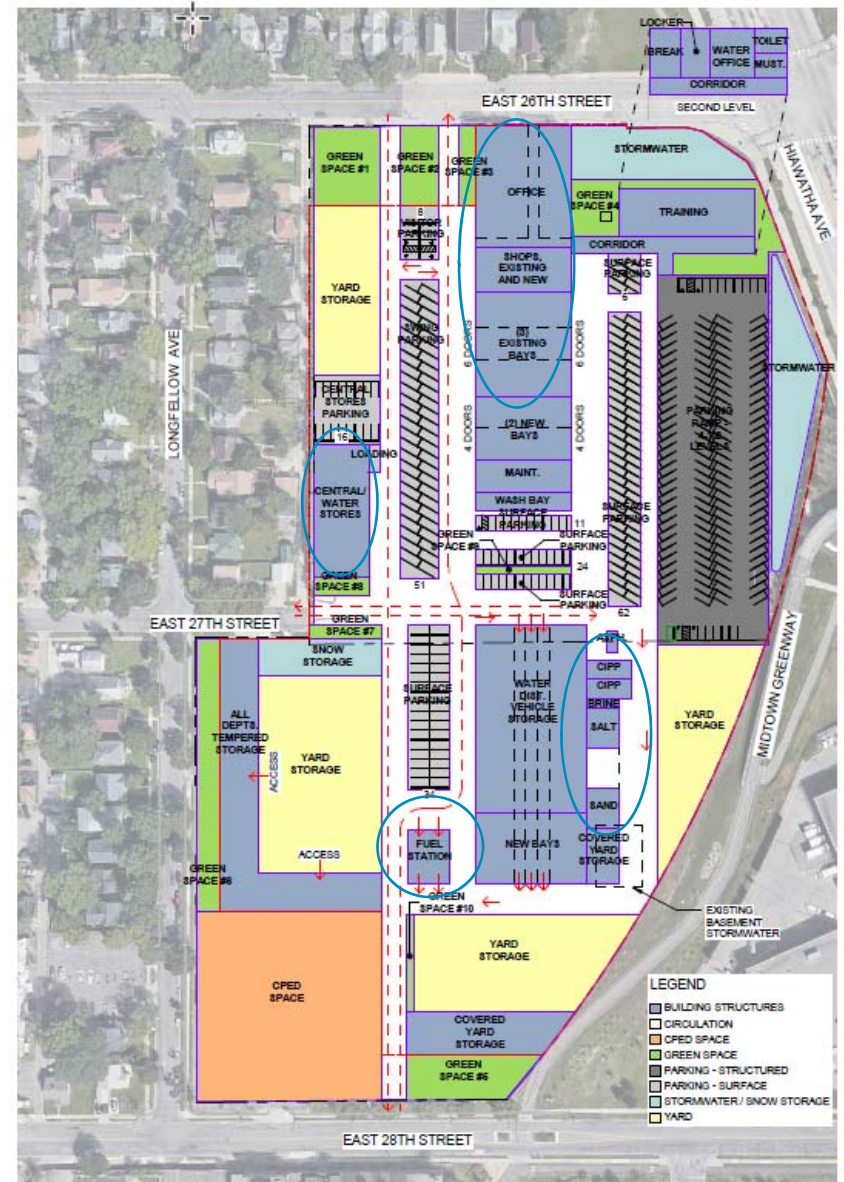 LOCKER
BREAK
WATER
OFFICE
TOILET
MUST.
CORRIDOR
SECOND LEVEL
EAST 26TH STREET
HIAWATHA AVE
GREEN
SPACE #1
GREEN
SPACE #2
GREEN
SPACE #3
OFFICE
STORMWATER
GREEN
SPACE #4
TRAINING
CORRIDOR
8
VISITOR
PARKING
SHOPS,
EXISTING
AND NEW
SURFACE
PARKING
6
YARD
STORAGE
SWING
PARKING
6 DOORS
(3)
EXISTING
BAYS
6 DOORS
STORMWATER
LONGFELLOW AVE
CENTRAL
STORES
PARKING
16
LOADING
4 DOORS
(2) NEW
BAYS
4 DOORS
PARKING
RAMP -
LEVELS
MAINT.
CENTRAL/
WATER
STORES
WASH BAY
SURFACE
PARKING
11
SURFACE
PARKING
GREEN
SURFACE
PARKING
24
SURFACE
PARKING
GREEN
SPACE #8
51
62
EAST 27TH STREET
GREEN
SPACE #7
SNOW
STORAGE
MIDTOWN GREENWAY
CIPP
CIPP
BRINE
SALT
SAND
WATER
DIST.
VEHICLE
STORAGE
SURFACE
PARKING
34
ALL
DEPTS.
TEMPERED
STORAGE
YARD
STORAGE
ACCESS
ACCESS
YARD
STORAGE
FUEL
STATION
NEW BAYS
COVERED
YARD
STORAGE
GREEN
SPACE #6
GREEN
SPACE #10
EXISTING
BASEMENT
STORMWATER
CPED
SPACE
YARD
STORAGE
COVERED
YARD
STORAGE
GREEN
SPACE #6
LEGEND
BUILDING STRUCTURES
CIRCULATION
CPED SPACE
GREEN SPACE
PARKING - STRUCTURED
PARKING - SURFACE
STORMWATER / SNOW STORAGE
YARD
EAST 28TH STREET